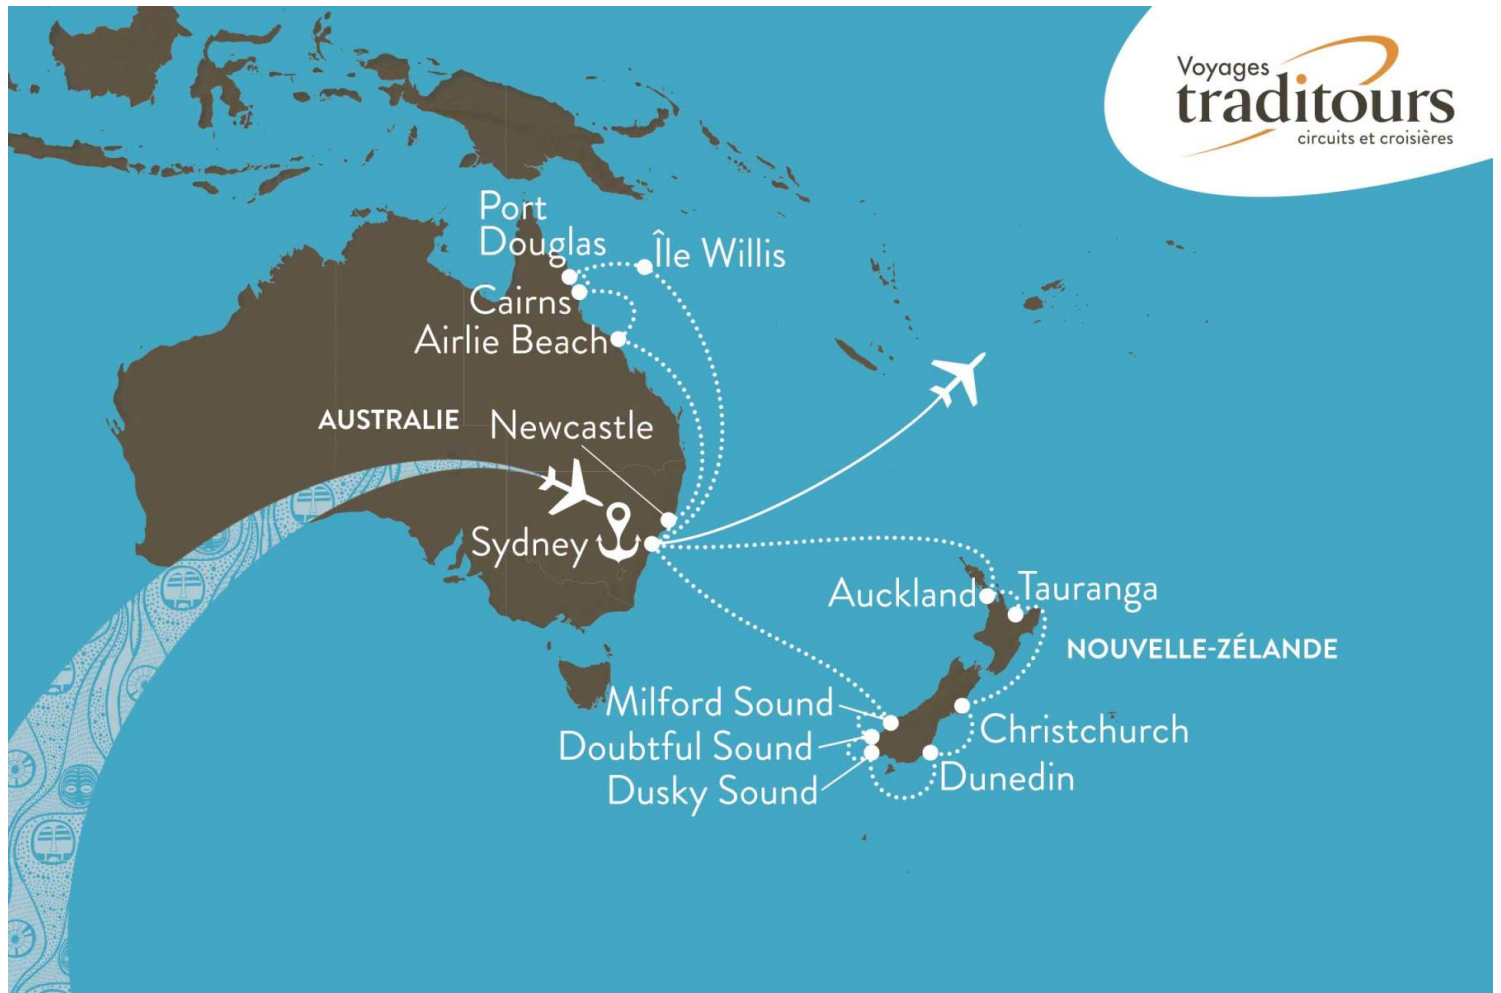 Voyages
traditours
circuits et croisières
Port
Douglas
Île Willis
Cairns
Airlie Beach
AUSTRALIE
Newcastle
Sydney
Auckland
Tauranga
NOUVELLE-ZÉLANDE
Milford Sound
Doubtful Sound
Dusky Sound
Christchurch
Dunedin